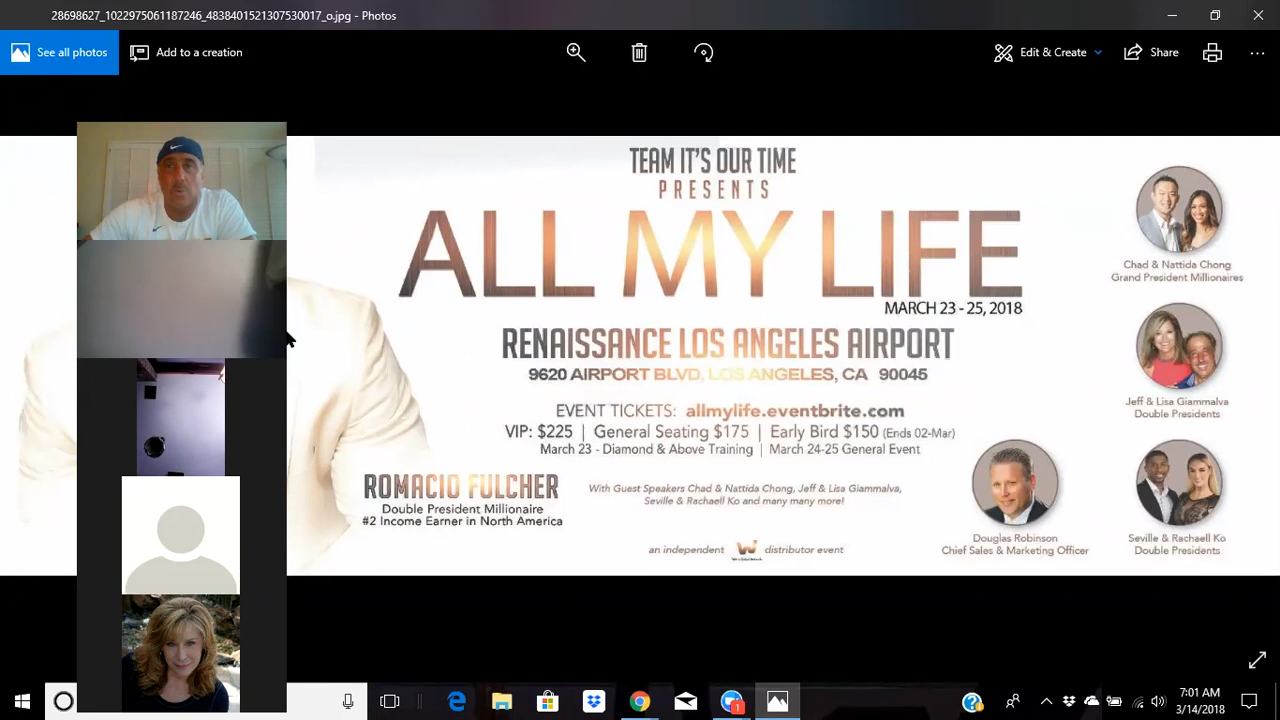 28698627_1022975061187246_4838401521307530017_o.jpg - Photos
See all photos
Add to a creation
Edit & Create
Share
TEAM IT'S OUR TIME
PRESENTS
ALL MY LIFE
MARCH 23 - 25, 2018
RENAISSANCE LOS ANGELES AIRPORT
9620 AIRPORT BLVD, LOS ANGELES, CA 90045
EVENT TICKETS: allmylife.eventbrite.com
VIP: $225 | General Seating $175 | Early Bird $150 (Ends 02-Mar)
March 23 - Diamond & Above Training | March 24-25 General Event
ROMACIO FULCHER
Double President Millionaire
#2 Income Earner in North America
With Guest Speakers Chad & Nattida Chong, Jeff & Lisa Giammalva,
Seville & Rachaell Ko and many many more!
an independent distributor event
Chad & Nattida Chong
Grand President Millionaires
Jeff & Lisa Giammalva
Double Presidents
Douglas Robinson
Chief Sales & Marketing Officer
Seville & Rachaell Ko
Double Presidents
1
7:01 AM
3/14/2018